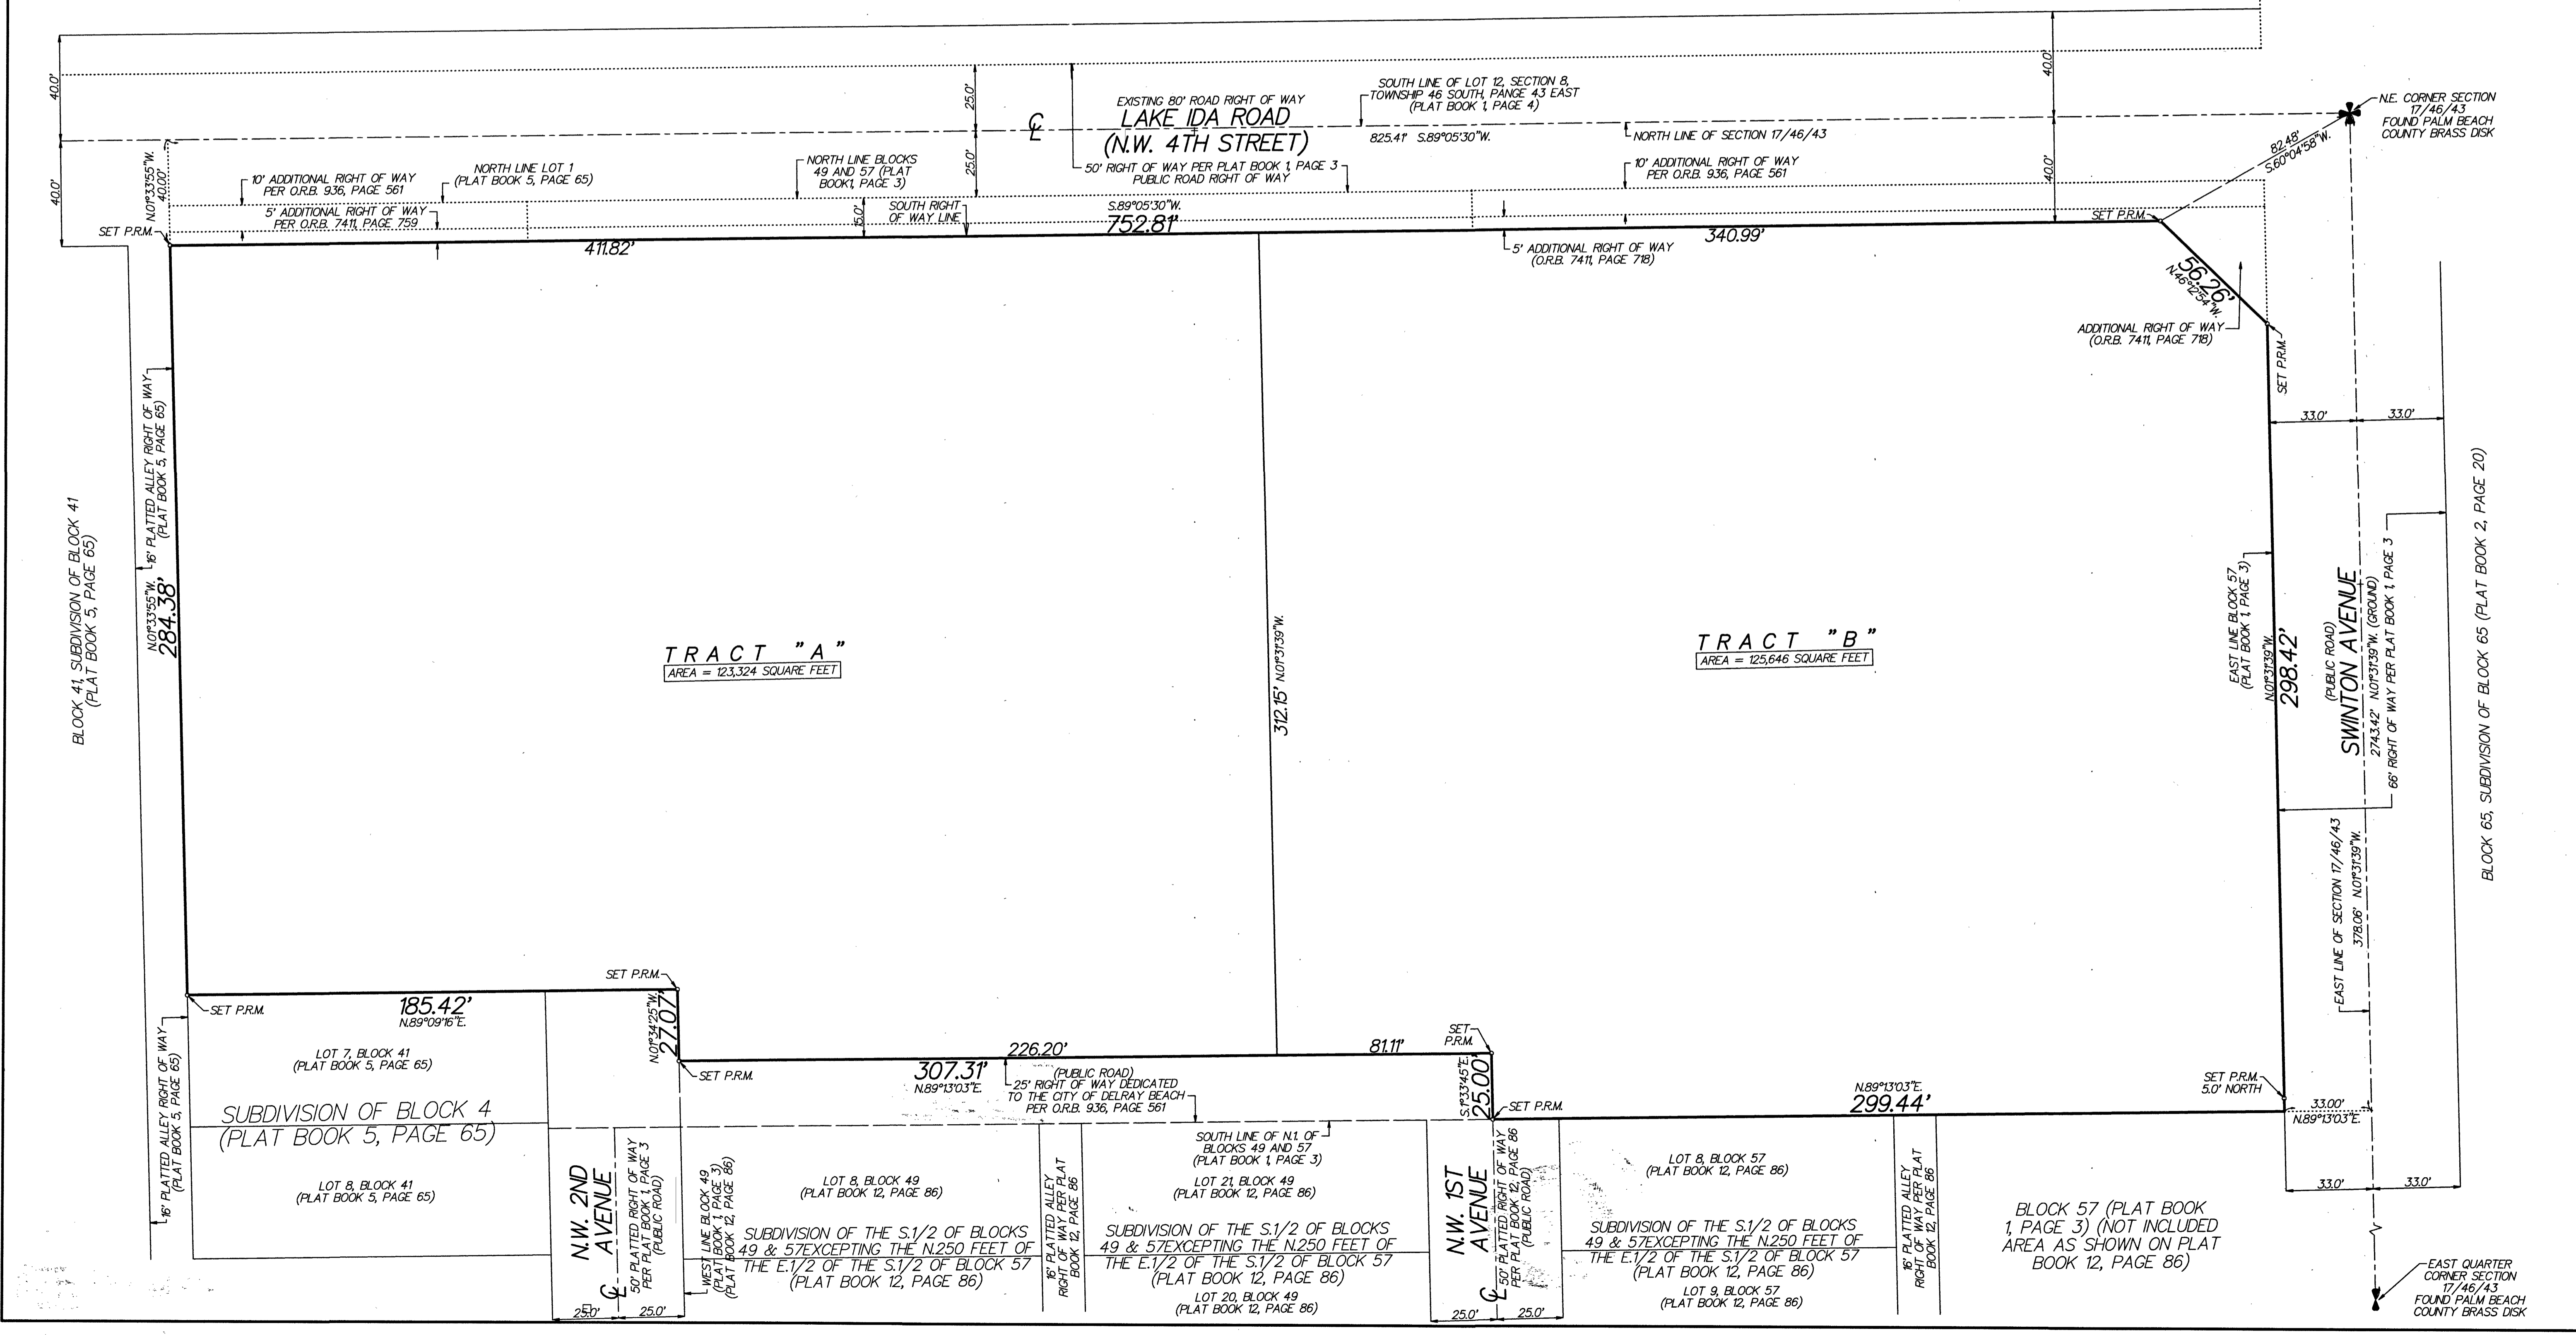 40.0'
40.0'
N.01°33'55"W.
40.00'
SET P.R.M.
10' ADDITIONAL RIGHT OF WAY
PER O.R.B. 936, PAGE 561
5' ADDITIONAL RIGHT OF WAY
PER O.R.B. 7411, PAGE 759
NORTH LINE LOT 1
(PLAT BOOK 5, PAGE 65)
NORTH LINE BLOCKS
49 AND 57 (PLAT
BOOK1, PAGE 3)
15.0'
SOUTH RIGHT
OF WAY LINE
25.0'
25.0'
C L
EXISTING 80' ROAD RIGHT OF WAY
LAKE IDA ROAD
(N.W. 4TH STREET)
50' RIGHT OF WAY PER PLAT BOOK 1, PAGE 3
PUBLIC ROAD RIGHT OF WAY
S.89°05'30"W.
752.81'
SOUTH LINE OF LOT 12, SECTION 8,
TOWNSHIP 46 SOUTH, PANGE 43 EAST
(PLAT BOOK 1, PAGE 4)
825.41' S.89°05'30"W.
NORTH LINE OF SECTION 17/46/43
10' ADDITIONAL RIGHT OF WAY
PER O.R.B. 936, PAGE 561
5' ADDITIONAL RIGHT OF WAY
(O.R.B. 7411, PAGE 718)
411.82'
340.99'
40.0'
40.0'
SET P.R.M.
N.E. CORNER SECTION
17/46/43
FOUND PALM BEACH
COUNTY BRASS DISK
82.48'
S.60°04'58"W.
56.26'
N.46°12'54"W.
ADDITIONAL RIGHT OF WAY
(O.R.B. 7411, PAGE 718)
SET P.R.M.
33.0'
33.0'
BLOCK 41, SUBDIVISION OF BLOCK 41
(PLAT BOOK 5, PAGE 65)
16' PLATTED ALLEY RIGHT OF WAY
(PLAT BOOK 5, PAGE 65)
N.01°33'55"W.
284.38'
TRACT "A"
AREA = 123,324 SQUARE FEET
312.15' N.01°31'39"W.
TRACT "B"
AREA = 125,646 SQUARE FEET
EAST LINE BLOCK 57
(PLAT BOOK 1, PAGE 3)
N.01°31'39"W.
298.42'
(PUBLIC ROAD)
SWINTON AVENUE
2743.42' N.01°31'39"W. (GROUND)
66' RIGHT OF WAY PER PLAT BOOK 1, PAGE 3
EAST LINE OF SECTION 17/46/43
378.06' N.01°31'39"W.
BLOCK 65, SUBDIVISION OF BLOCK 65 (PLAT BOOK 2, PAGE 20)
SET P.R.M.
185.42'
N.89°09'16"E.
SET P.R.M.
N.01°34'25"W.
27.07'
SET P.R.M.
226.20'
81.11'
307.31'
N.89°13'03"E.
(PUBLIC ROAD)
25' RIGHT OF WAY DEDICATED
TO THE CITY OF DELRAY BEACH
PER O.R.B. 936, PAGE 561
SET
P.R.M.
S.1°33'45"E.
25.00'
SET P.R.M.
N.89°13'03"E.
299.44'
SET P.R.M.
5.0' NORTH
33.00'
N.89°13'03"E.
33.0'
33.0'
16' PLATTED ALLEY RIGHT OF WAY
(PLAT BOOK 5, PAGE 65)
LOT 7, BLOCK 41
(PLAT BOOK 5, PAGE 65)
SUBDIVISION OF BLOCK 4
(PLAT BOOK 5, PAGE 65)
LOT 8, BLOCK 41
(PLAT BOOK 5, PAGE 65)
N.W. 2ND
AVENUE
C L
50' PLATTED RIGHT OF WAY
PER PLAT BOOK 1, PAGE 3
(PUBLIC ROAD)
25.0'
25.0'
WEST LINE BLOCK 49
(PLAT BOOK 1, PAGE 3)
(PLAT BOOK 12, PAGE 86)
LOT 8, BLOCK 49
(PLAT BOOK 12, PAGE 86)
SUBDIVISION OF THE S.1/2 OF BLOCKS
49 & 57EXCEPTING THE N.250 FEET OF
THE E.1/2 OF THE S.1/2 OF BLOCK 57
(PLAT BOOK 12, PAGE 86)
16' PLATTED ALLEY
RIGHT OF WAY PER PLAT
BOOK 12, PAGE 86
SOUTH LINE OF N.1. OF
BLOCKS 49 AND 57
(PLAT BOOK 1, PAGE 3)
LOT 21, BLOCK 49
(PLAT BOOK 12, PAGE 86)
SUBDIVISION OF THE S.1/2 OF BLOCKS
49 & 57EXCEPTING THE N.250 FEET OF
THE E.1/2 OF THE S.1/2 OF BLOCK 57
(PLAT BOOK 12, PAGE 86)
LOT 20, BLOCK 49
(PLAT BOOK 12, PAGE 86)
N.W. 1ST
AVENUE
C L
50' PLATTED RIGHT OF WAY
PER PLAT BOOK 12, PAGE 86
(PUBLIC ROAD)
25.0'
25.0'
LOT 8, BLOCK 57
(PLAT BOOK 12, PAGE 86)
SUBDIVISION OF THE S.1/2 OF BLOCKS
49 & 57EXCEPTING THE N.250 FEET OF
THE E.1/2 OF THE S.1/2 OF BLOCK 57
(PLAT BOOK 12, PAGE 86)
LOT 9, BLOCK 57
(PLAT BOOK 12, PAGE 86)
16' PLATTED ALLEY
RIGHT OF WAY PER PLAT
BOOK 12, PAGE 86
BLOCK 57 (PLAT BOOK
1, PAGE 3) (NOT INCLUDED
AREA AS SHOWN ON PLAT
BOOK 12, PAGE 86)
EAST QUARTER
CORNER SECTION
17/46/43
FOUND PALM BEACH
COUNTY BRASS DISK